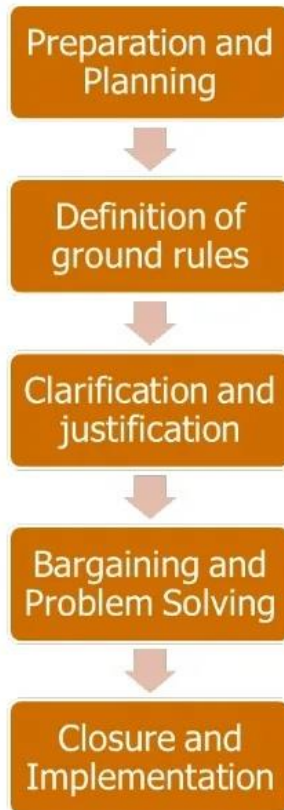 Preparation and
Planning
Definition of
ground rules
Clarification and
justification
Bargaining and
Problem Solving
Closure and
Implementation